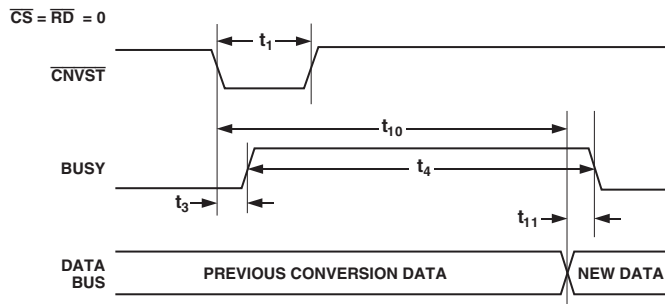 CS = RD = 0
t1
CNVST
t10
BUSY
t4
t3
t11
DATA
BUS
PREVIOUS CONVERSION DATA
NEW DATA